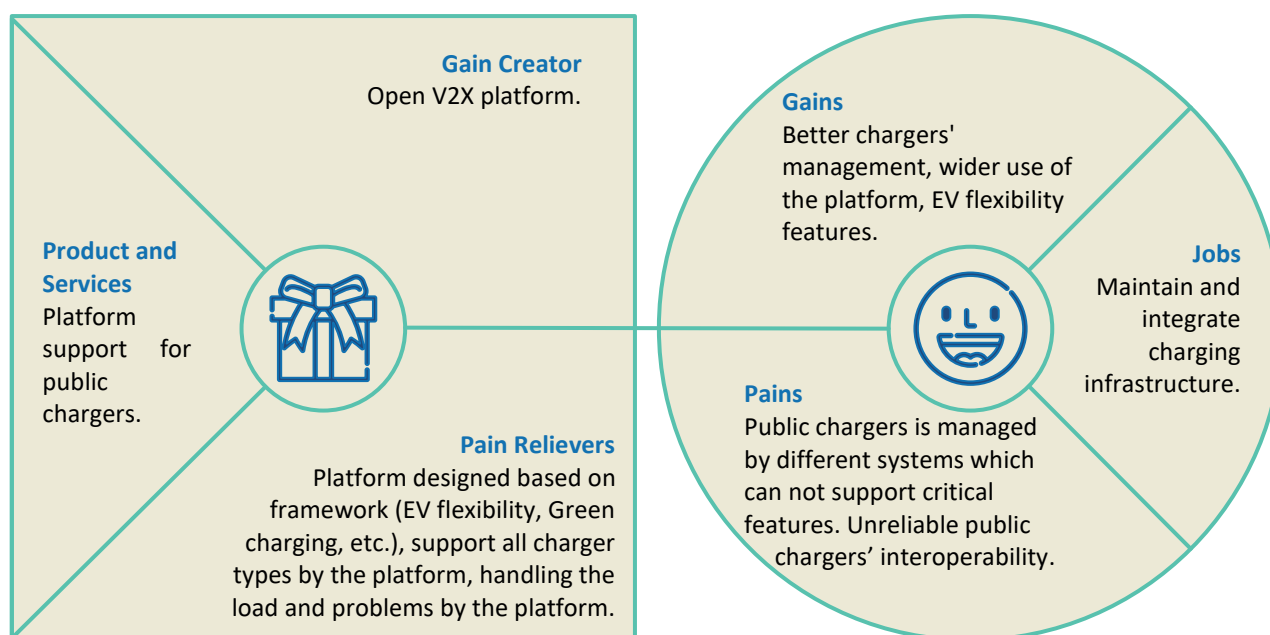 Gain Creator
Open V2X platform.
Product and
Services
Platform
support for
public
chargers.
Pain Relievers
Platform designed based on
framework (EV flexibility, Green
charging, etc.), support all charger
types by the platform, handling the
load and problems by the platform.
Gains
Better chargers'
management, wider use of
the platform, EV flexibility
features.
Jobs
Maintain and
integrate
charging
infrastructure.
Pains
Public chargers is managed
by different systems which
can not support critical
features. Unreliable public
chargers’ interoperability.